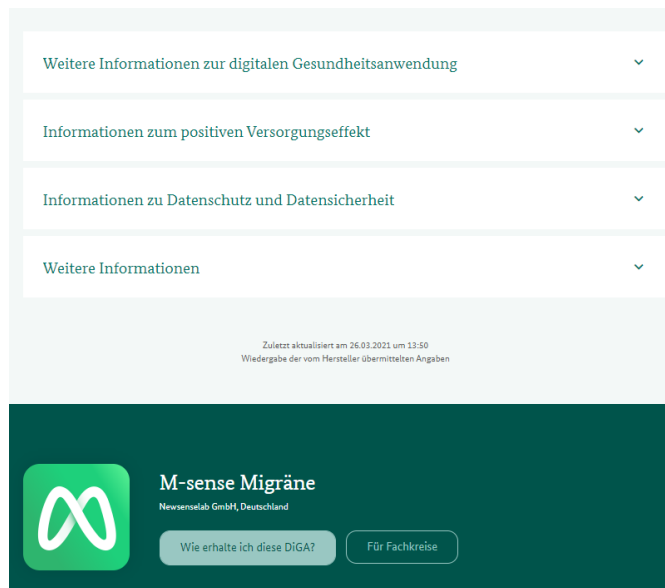 Weitere Informationen zur digitalen Gesundheitsanwendung
Informationen zum positiven Versorgungseffekt
Informationen zu Datenschutz und Datensicherheit
Weitere Informationen
Zuletzt aktualisiert am 26.03.2021 um 13:50
Wiedergabe der vom Hersteller übermittelten Angaben
M-sense Migräne
Newsenselab GmbH, Deutschland
Wie erhalte ich diese DiGA?
Für Fachkreise